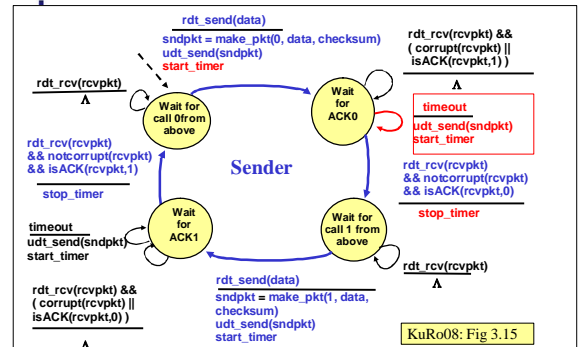 rdt_send(data)
sndpkt = make_pkt(0, data, checksum)
udt_send(sndpkt)
start_timer
rdt_rcv(rcvpkt) &&
( corrupt(rcvpkt) ||
isACK(rcvpkt,1) )
Λ
rdt_rcv(rcvpkt)
Λ
Wait for
call 0from
above
Wait
for
ACK0
timeout
udt_send(sndpkt)
start_timer
rdt_rcv(rcvpkt)
&& notcorrupt(rcvpkt)
&& isACK(rcvpkt,1)
stop_timer
Sender
rdt_rcv(rcvpkt)
&& notcorrupt(rcvpkt)
&& isACK(rcvpkt,0)
stop_timer
timeout
udt_send(sndpkt)
start_timer
Wait
for
ACK1
Wait for
call 1 from
above
rdt_rcv(rcvpkt)
Λ
rdt_send(data)
sndpkt = make_pkt(1, data,
checksum)
udt_send(sndpkt)
start_timer
rdt_rcv(rcvpkt) &&
( corrupt(rcvpkt) ||
isACK(rcvpkt,0) )
Λ
KuRo08: Fig 3.15